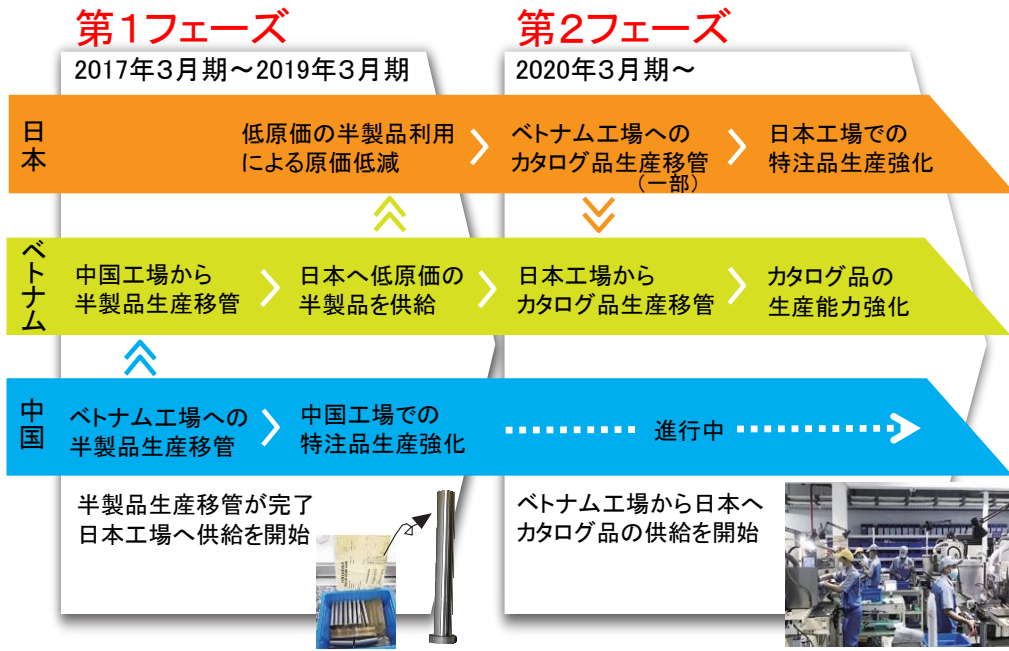 第1フェーズ
2017年3月期～2019年3月期
第2フェーズ
2020年3月期～
日本
低原価の半製品利用
による原価低減
ベトナム工場への
カタログ品生産移管
（一部）
日本工場での
特注品生産強化
ベトナム
中国工場から
半製品生産移管
日本へ低原価の
半製品を供給
日本工場から
カタログ品生産移管
カタログ品の
生産能力強化
中国
ベトナム工場への
半製品生産移管
中国工場での
特注品生産強化
進行中
半製品生産移管が完了
日本工場へ供給を開始
ベトナム工場から日本へ
カタログ品の供給を開始